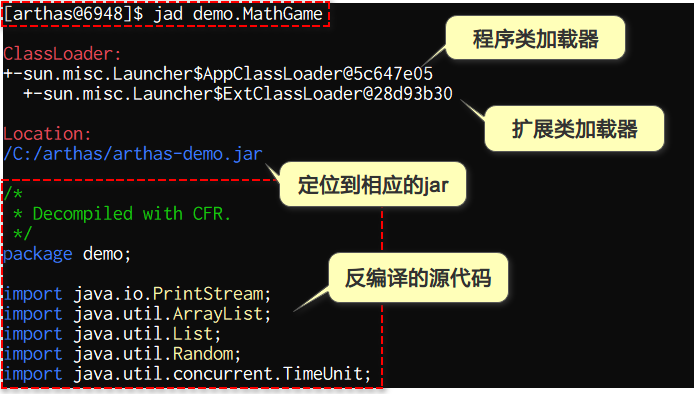 [arthas@6948]$ jad demo.MathGame
程序类加载器
ClassLoader:
+-sun.misc.Launcher$AppClassLoader@5c647e05
+-sun.misc.Launcher$ExtClassLoader@28d93b30
扩展类加载器
Location:
/C:/arthas/arthas-demo.jar
定位到相应的jar
/*
* Decompiled with CFR.
*/
package demo;
反编译的源代码
import java.io.PrintStream;
import java.util.ArrayList;
import java.util.List;
import java.util.Random;
import java.util.concurrent.TimeUnit;